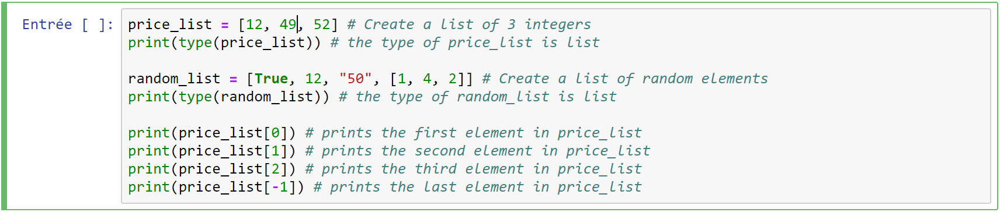 Entrée [ ]: price_list = [12, 49, 52] # Create a list of 3 integers
print(type(price_list)) # the type of price_list is list
random_list = [True, 12, "50", [1, 4, 2]] # Create a list of random elements
print(type(random_list)) # the type of random_list is list
print(price_list[0]) # prints the first element in price_list
print(price_list[1]) # prints the second element in price_list
print(price_list[2]) # prints the third element in price_list
print(price_list[-1]) # prints the last element in price_list